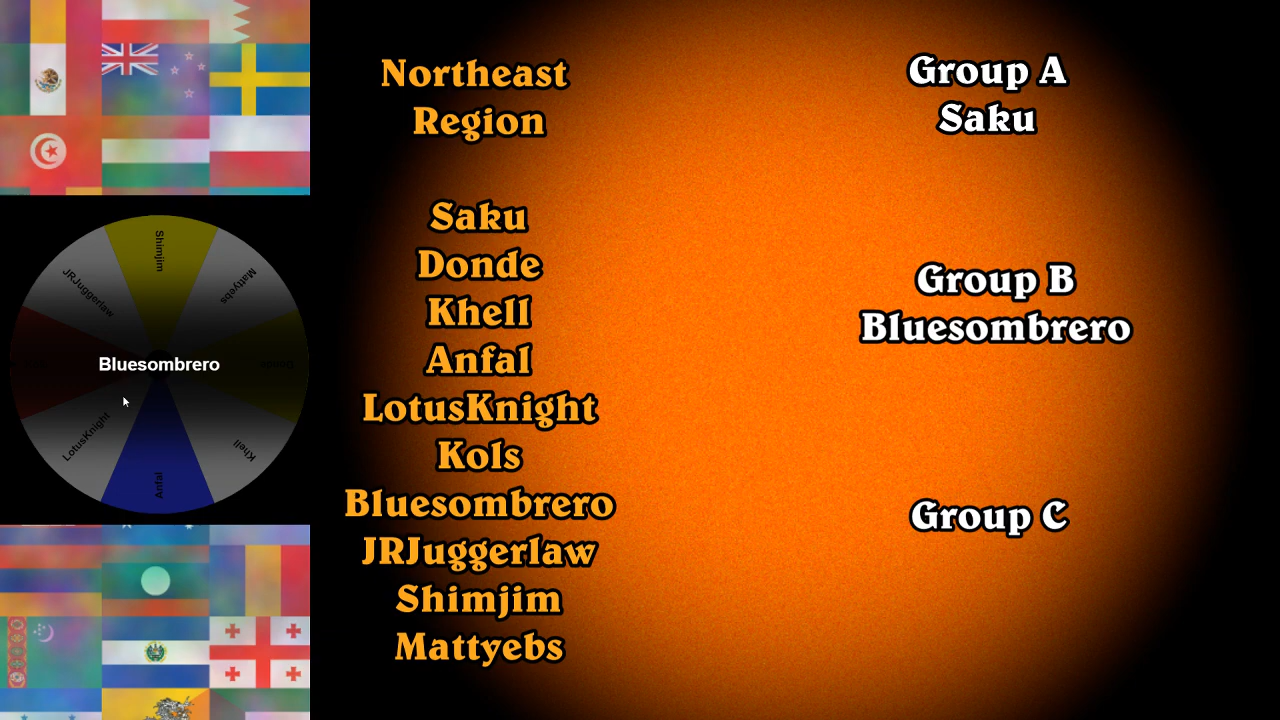 Northeast
Region
Saku
Donde
Khell
Anfal
LotusKnight
Kols
Bluesombrero
JRJuggerlaw
Shimjim
Mattyebs
Group A
Saku
Group B
Bluesombrero
Group C
Shimjim
Mattyebs
JRJuggerlaw
Bluesombrero
Donde
LotusKnight
Khell
Anfal